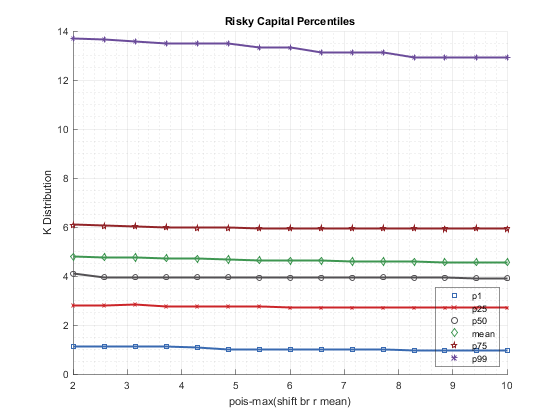 Risky Capital Percentiles
14
12
10
8
6
4
2
0
K Distribution
p1
p25
p50
mean
p75
p99
2 3 4 5 6 7 8 9 10
pois-max(shift br r mean)